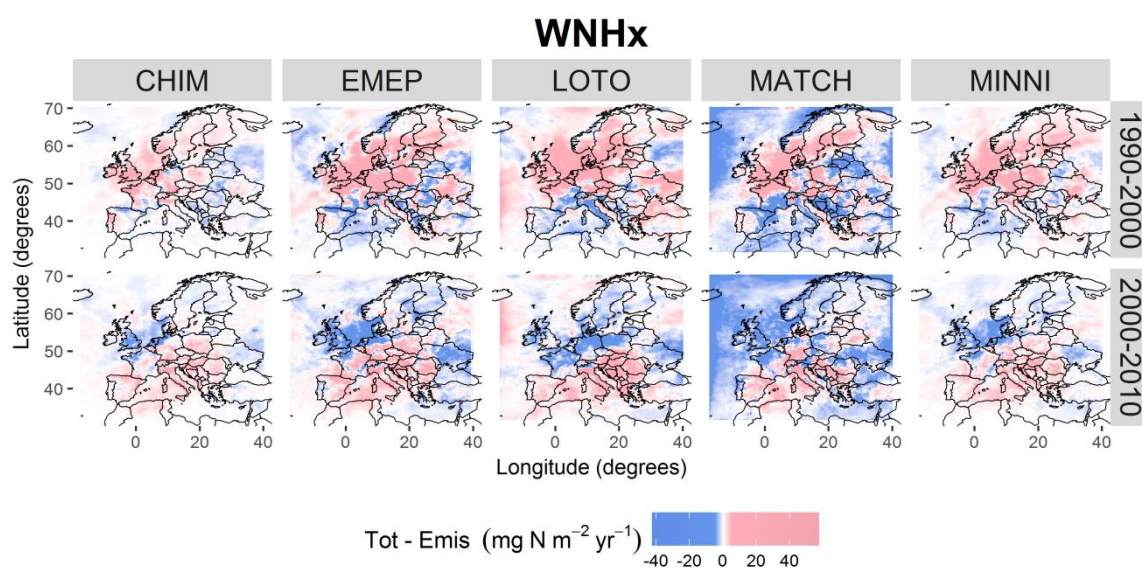 WNHx
CHIM EMEP LOTO MATCH MINNI
70
60
50
40
1990-2000
70
60
50
40
2000-2010
Latitude (degrees)
0 20 40 0 20 40 0 20 40 0 20 40 0 20 40
Longitude (degrees)
Tot - Emis (mg N m⁻² yr⁻¹)
-40 -20 0 20 40